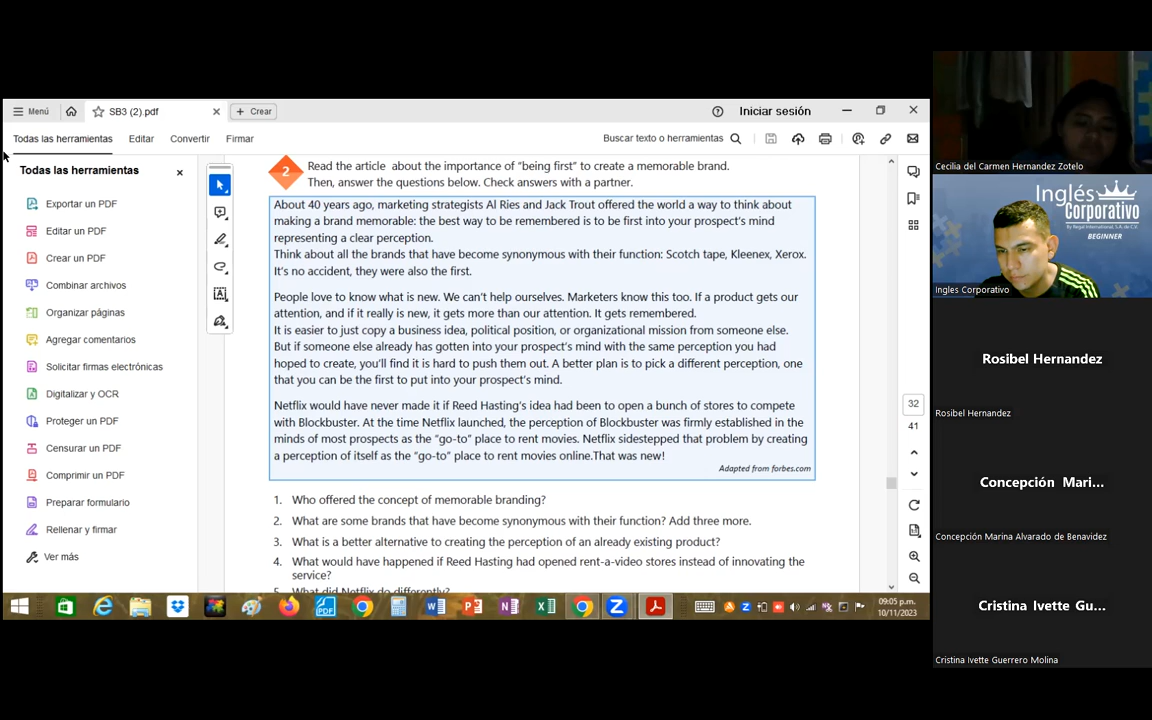 Menú
SB3 (2).pdf
Crear
Iniciar sesión
Todas las herramientas
Editar
Convertir
Firmar
Buscar texto o herramientas
Todas las herramientas
Exportar un PDF
Editar un PDF
Crear un PDF
Combinar archivos
Organizar páginas
Agregar comentarios
Solicitar firmas electrónicas
Digitalizar y OCR
Proteger un PDF
Censurar un PDF
Comprimir un PDF
Preparar formulario
Rellenar y firmar
Ver más
2
Read the article about the importance of “being first” to create a memorable brand.
Then, answer the questions below. Check answers with a partner.
About 40 years ago, marketing strategists Al Ries and Jack Trout offered the world a way to think about
making a brand memorable: the best way to be remembered is to be first into your prospect’s mind
representing a clear perception.
Think about all the brands that have become synonymous with their function: Scotch tape, Kleenex, Xerox.
It’s no accident, they were also the first.
People love to know what is new. We can’t help ourselves. Marketers know this too. If a product gets our
attention, and if it really is new, it gets more than our attention. It gets remembered.
It is easier to just copy a business idea, political position, or organizational mission from someone else.
But if someone else already has gotten into your prospect’s mind with the same perception you had
hoped to create, you’ll find it is hard to push them out. A better plan is to pick a different perception, one
that you can be the first to put into your prospect’s mind.
Netflix would have never made it if Reed Hasting’s idea had been to open a bunch of stores to compete
with Blockbuster. At the time Netflix launched, the perception of Blockbuster was firmly established in the
minds of most prospects as the “go-to” place to rent movies. Netflix sidestepped that problem by creating
a perception of itself as the “go-to” place to rent movies online.That was new!
Adapted from forbes.com
1. Who offered the concept of memorable branding?
2. What are some brands that have become synonymous with their function? Add three more.
3. What is a better alternative to creating the perception of an already existing product?
4. What would have happened if Reed Hasting had opened rent-a-video stores instead of innovating the
service?
5. What did Netflix do differently?
32
41
09:05 p.m.
10/11/2023
Cecilia del Carmen Hernandez Zotelo
Inglés
Corporativo
By Regal International, S.A. de C.V.
BEGINNER
Ingles Corporativo
Rosibel Hernandez
Rosibel Hernandez
Concepción Mari...
Concepción Marina Alvarado de Benavidez
Cristina Ivette Gu...
Cristina Ivette Guerrero Molina